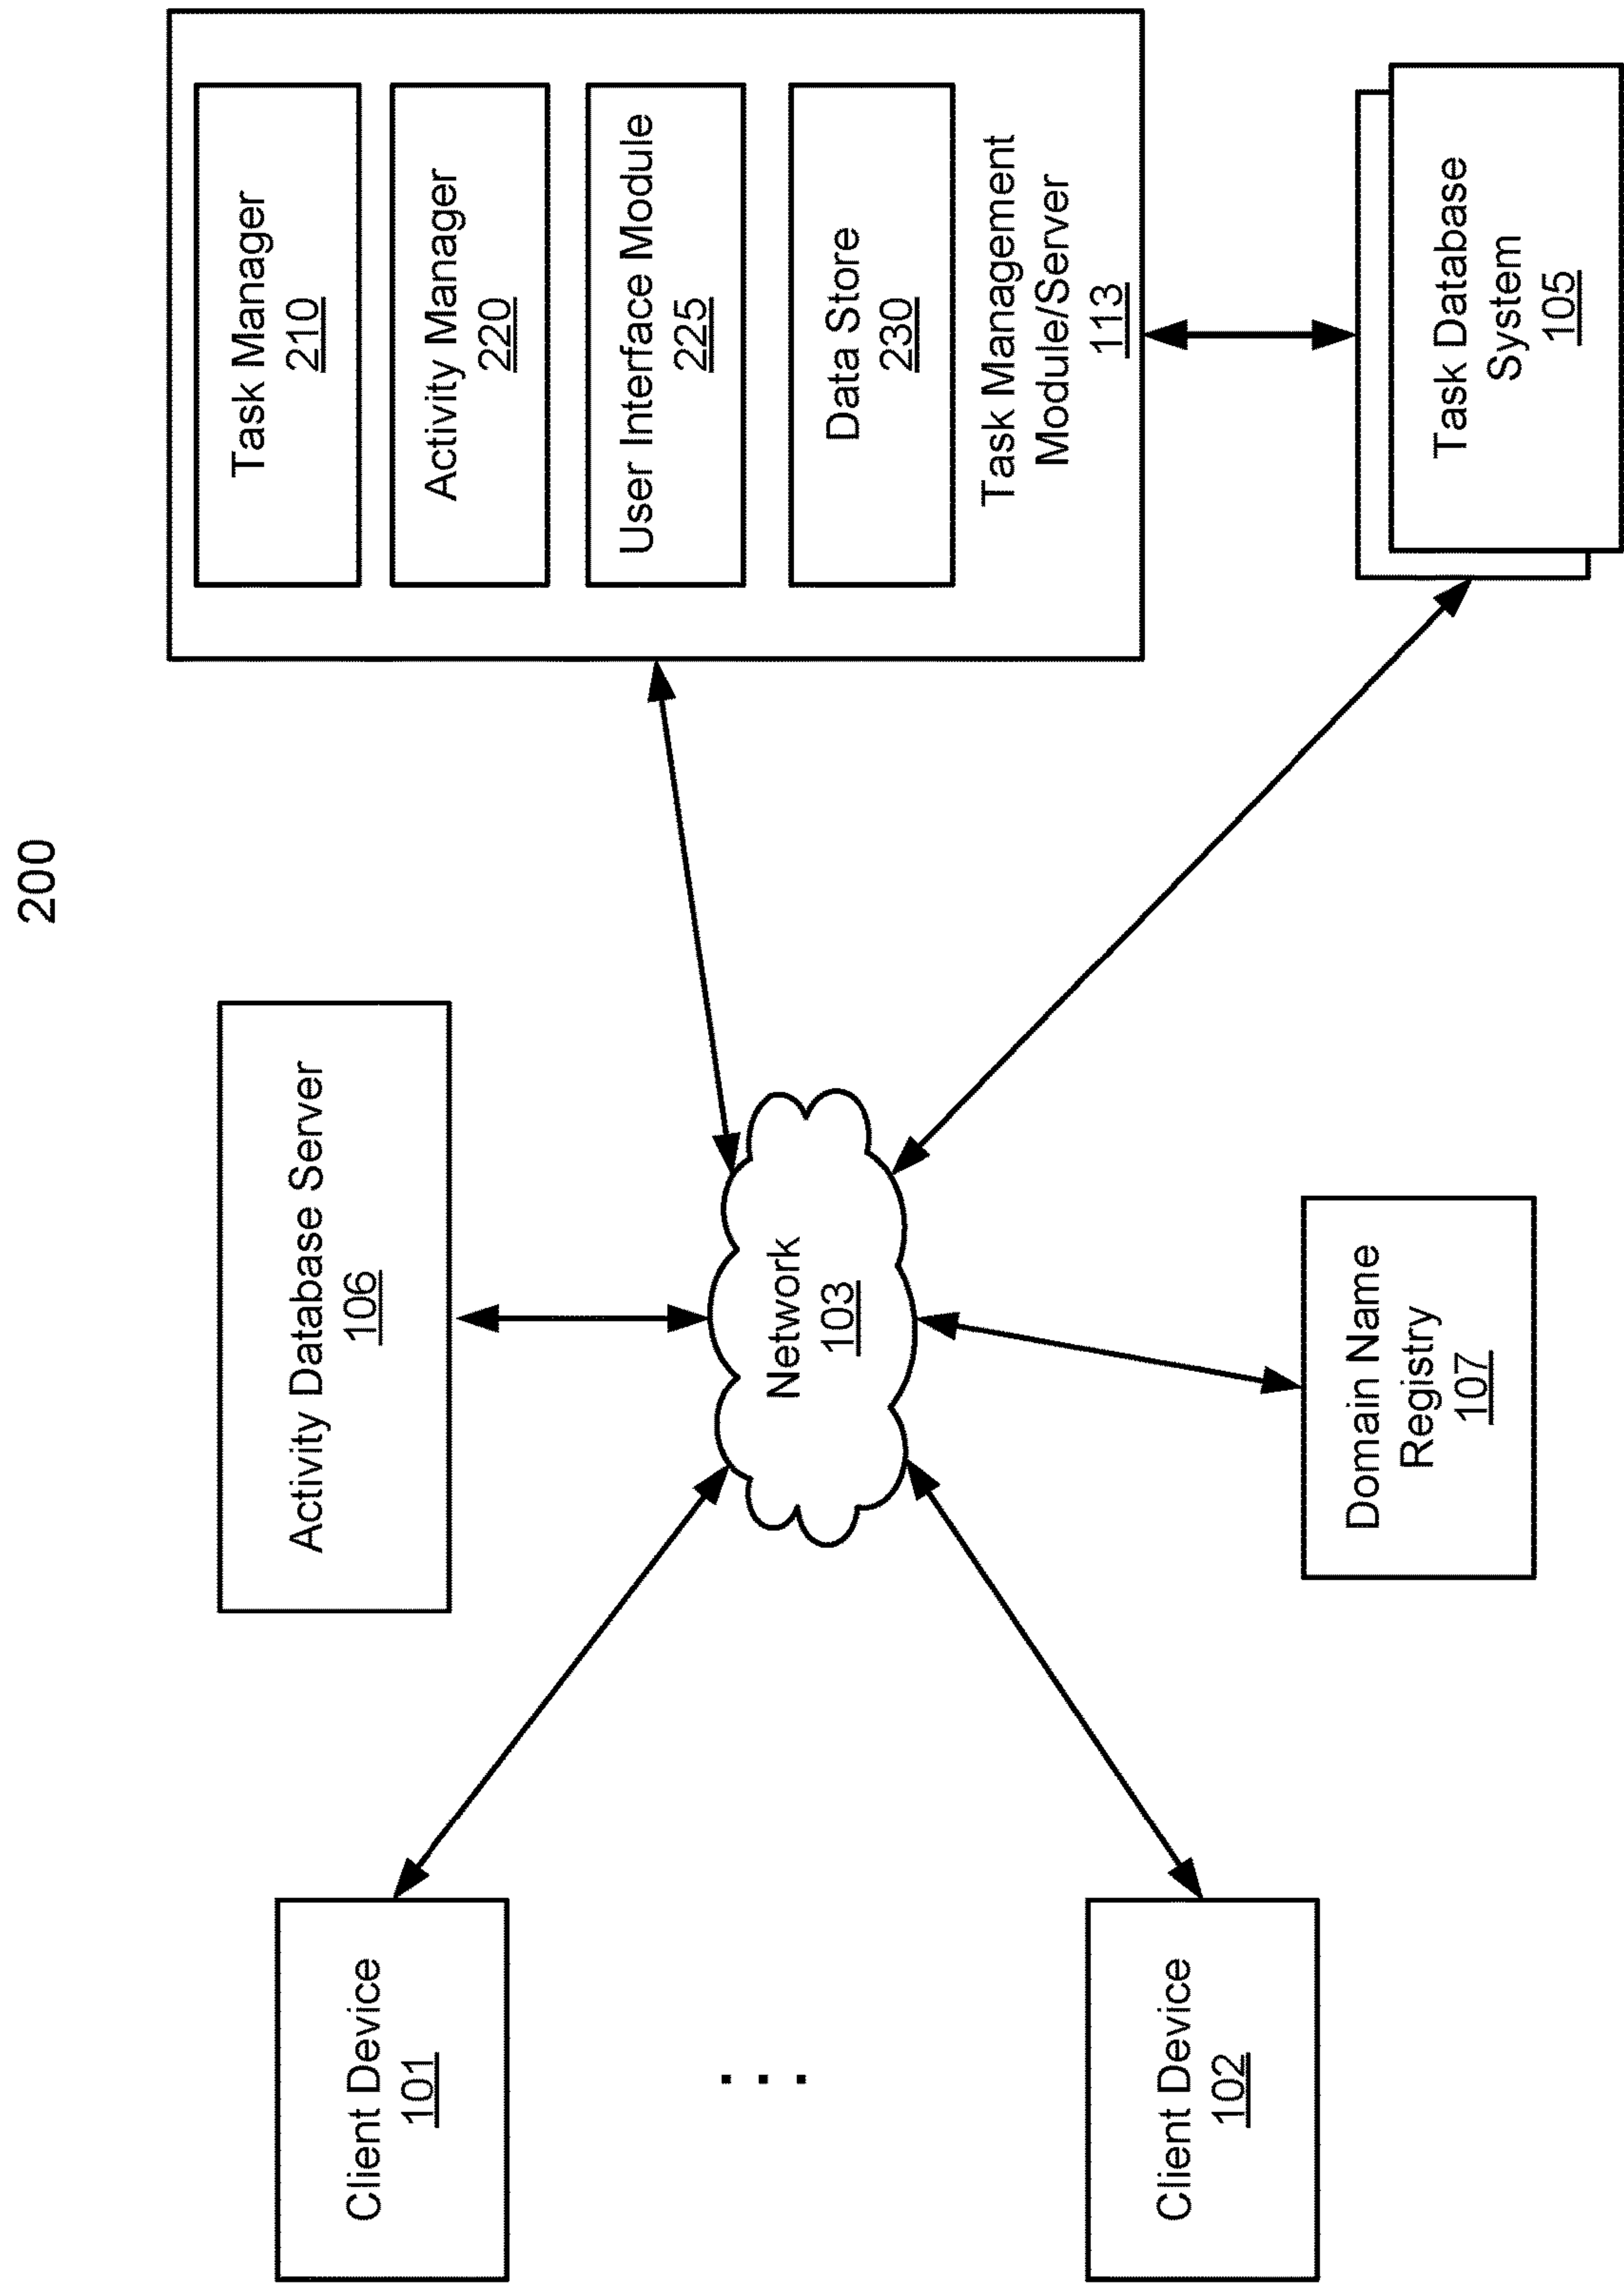 200
Client Device
101
. . .
Client Device
102
Activity Database Server
106
Network
103
Domain Name
Registry
107
Task Manager
210
Activity Manager
220
User Interface Module
225
Data Store
230
Task Management
Module/Server
113
Task Database
System
105